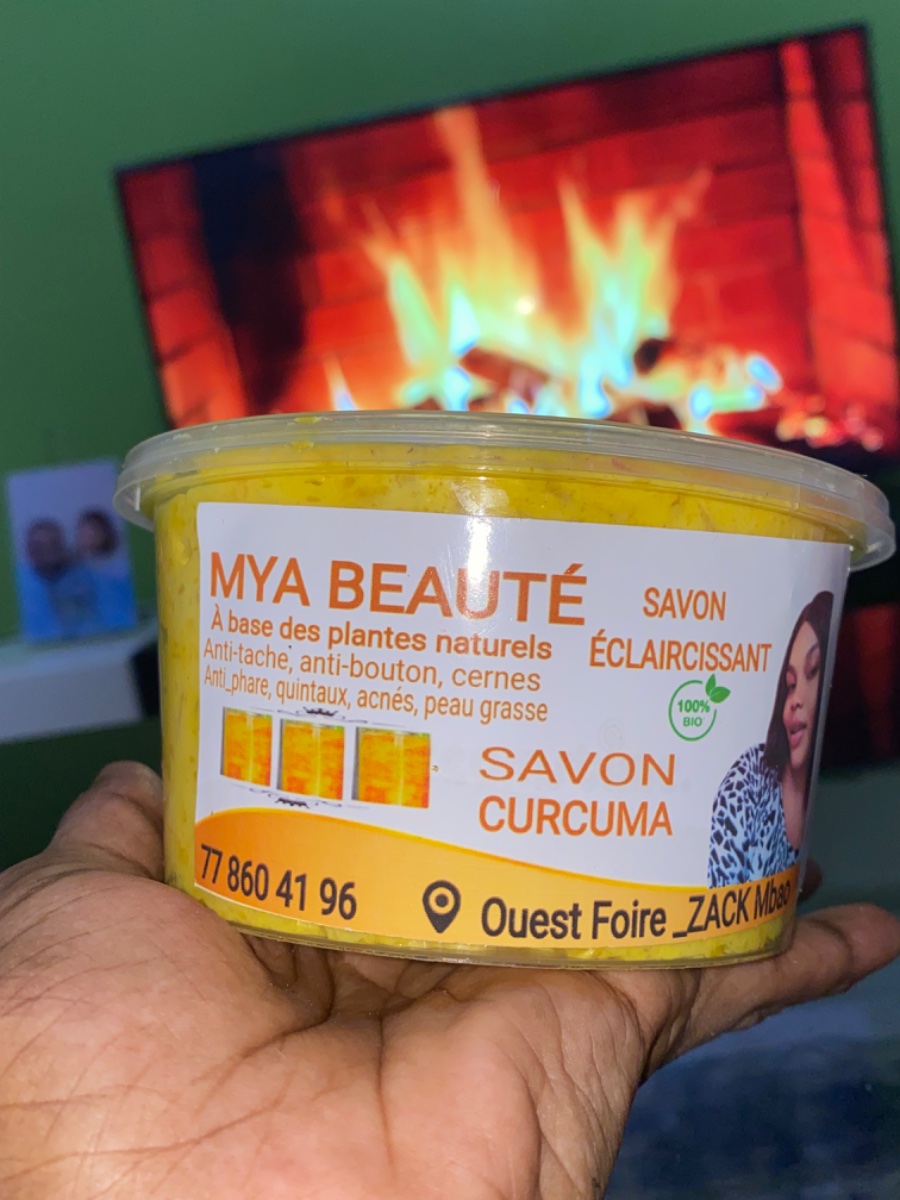 MYA BEAUTÉ
À base des plantes naturels
Anti-tache, anti-bouton, cernes
Anti_phare, quintaux, acnés, peau grasse
SAVON
ÉCLAIRCISSANT
100%
BIO
SAVON
CURCUMA
77 860 41 96
Ouest Foire _ZACK Mbao